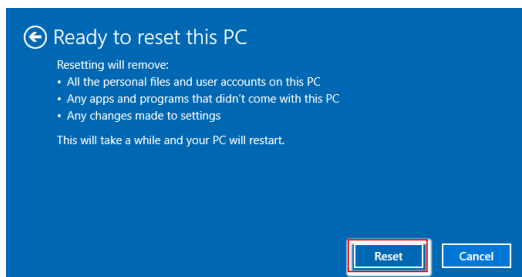 Ready to reset this PC
Resetting will remove:
• All the personal files and user accounts on this PC
• Any apps and programs that didn't come with this PC
• Any changes made to settings
This will take a while and your PC will restart.
Reset
Cancel